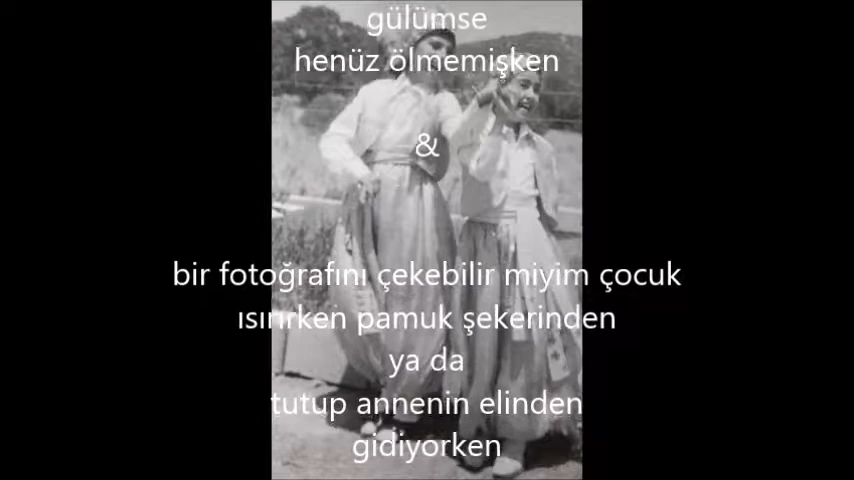 gülümse
henüz ölmemişken
&
bir fotoğrafını çekebilir miyim çocuk
ısırırken pamuk şekerinden
ya da
tutup annenin elinden
gidiyorken